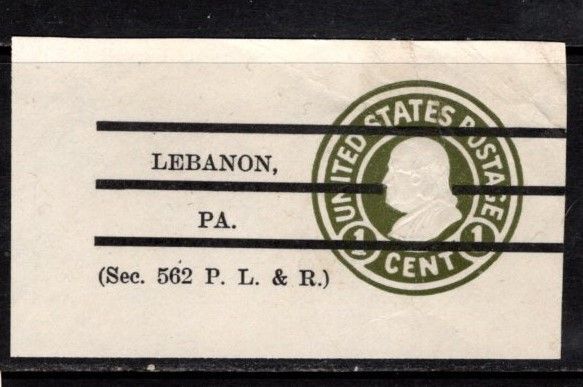 LEBANON,
PA.
(Sec. 562 P. L. & R.)
UNITED STATES POSTAGE
1 CENT 1